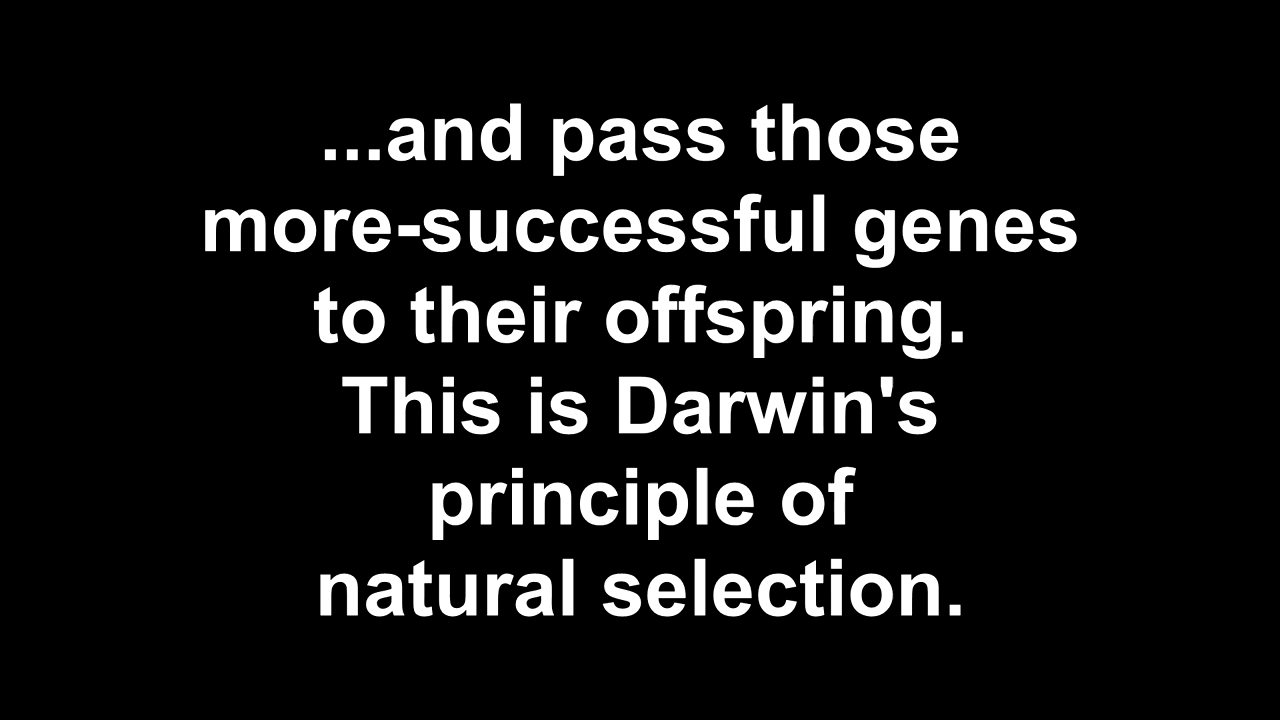 ...and pass those
more-successful genes
to their offspring.
This is Darwin's
principle of
natural selection.